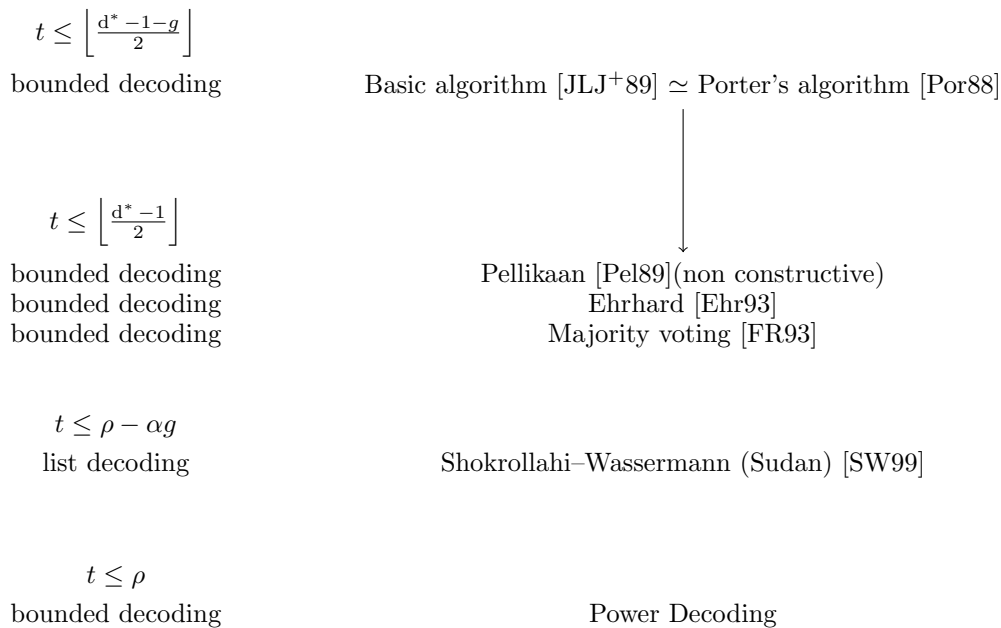 t ≤ ⌊(d* −1−g)/2⌋
bounded decoding Basic algorithm [JLJ⁺89] ≃ Porter's algorithm [Por88]
t ≤ ⌊(d* −1)/2⌋
bounded decoding Pellikaan [Pel89](non constructive)
bounded decoding Ehrhard [Ehr93]
bounded decoding Majority voting [FR93]
t ≤ ρ − αg
list decoding Shokrollahi–Wassermann (Sudan) [SW99]
t ≤ ρ
bounded decoding Power Decoding